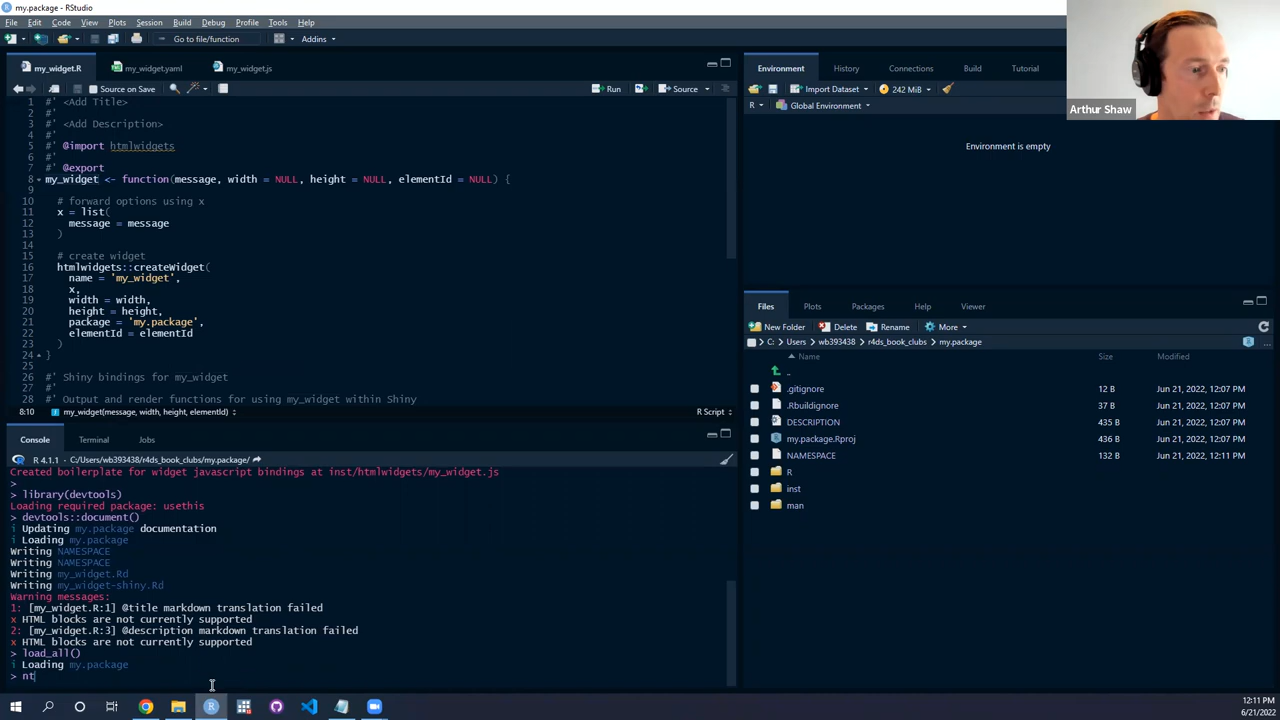 my.package - RStudio
File Edit Code View Plots Session Build Debug Profile Tools Help
Go to file/function Addins
my_widget.R my_widget.yaml my_widget.js
Source on Save Run Source
1 #' <Add Title>
2 #'
3 #' <Add Description>
4 #'
5 #' @import htmlwidgets
6 #'
7 #' @export
8 my_widget <- function(message, width = NULL, height = NULL, elementId = NULL) {
9
10 # forward options using x
11 x = list(
12 message = message
13 )
14
15 # create widget
16 htmlwidgets::createWidget(
17 name = 'my_widget',
18 x,
19 width = width,
20 height = height,
21 package = 'my.package',
22 elementId = elementId
23 )
24 }
25
26 #' Shiny bindings for my_widget
27 #'
28 #' Output and render functions for using my_widget within Shiny
8:10 my_widget(message, width, height, elementId) R Script
Console Terminal Jobs
R 4.1.1 · C:/Users/wb393438/r4ds_book_clubs/my.package/
Created boilerplate for widget javascript bindings at inst/htmlwidgets/my_widget.js
>
> library(devtools)
Loading required package: usethis
> devtools::document()
i Updating my.package documentation
i Loading my.package
Writing NAMESPACE
Writing NAMESPACE
Writing my_widget.Rd
Writing my_widget-shiny.Rd
Warning messages:
1: [my_widget.R:1] @title markdown translation failed
x HTML blocks are not currently supported
2: [my_widget.R:3] @description markdown translation failed
x HTML blocks are not currently supported
> load_all()
i Loading my.package
> nt
Environment History Connections Build Tutorial
Import Dataset 242 MiB
R Global Environment
Environment is empty
Files Plots Packages Help Viewer
New Folder Delete Rename More
C: Users wb393438 r4ds_book_clubs my.package
Name Size Modified
..
.gitignore 12 B Jun 21, 2022, 12:07 PM
.Rbuildignore 37 B Jun 21, 2022, 12:07 PM
DESCRIPTION 435 B Jun 21, 2022, 12:07 PM
my.package.Rproj 436 B Jun 21, 2022, 12:07 PM
NAMESPACE 132 B Jun 21, 2022, 12:11 PM
R
inst
man
Arthur Shaw
12:11 PM
6/21/2022